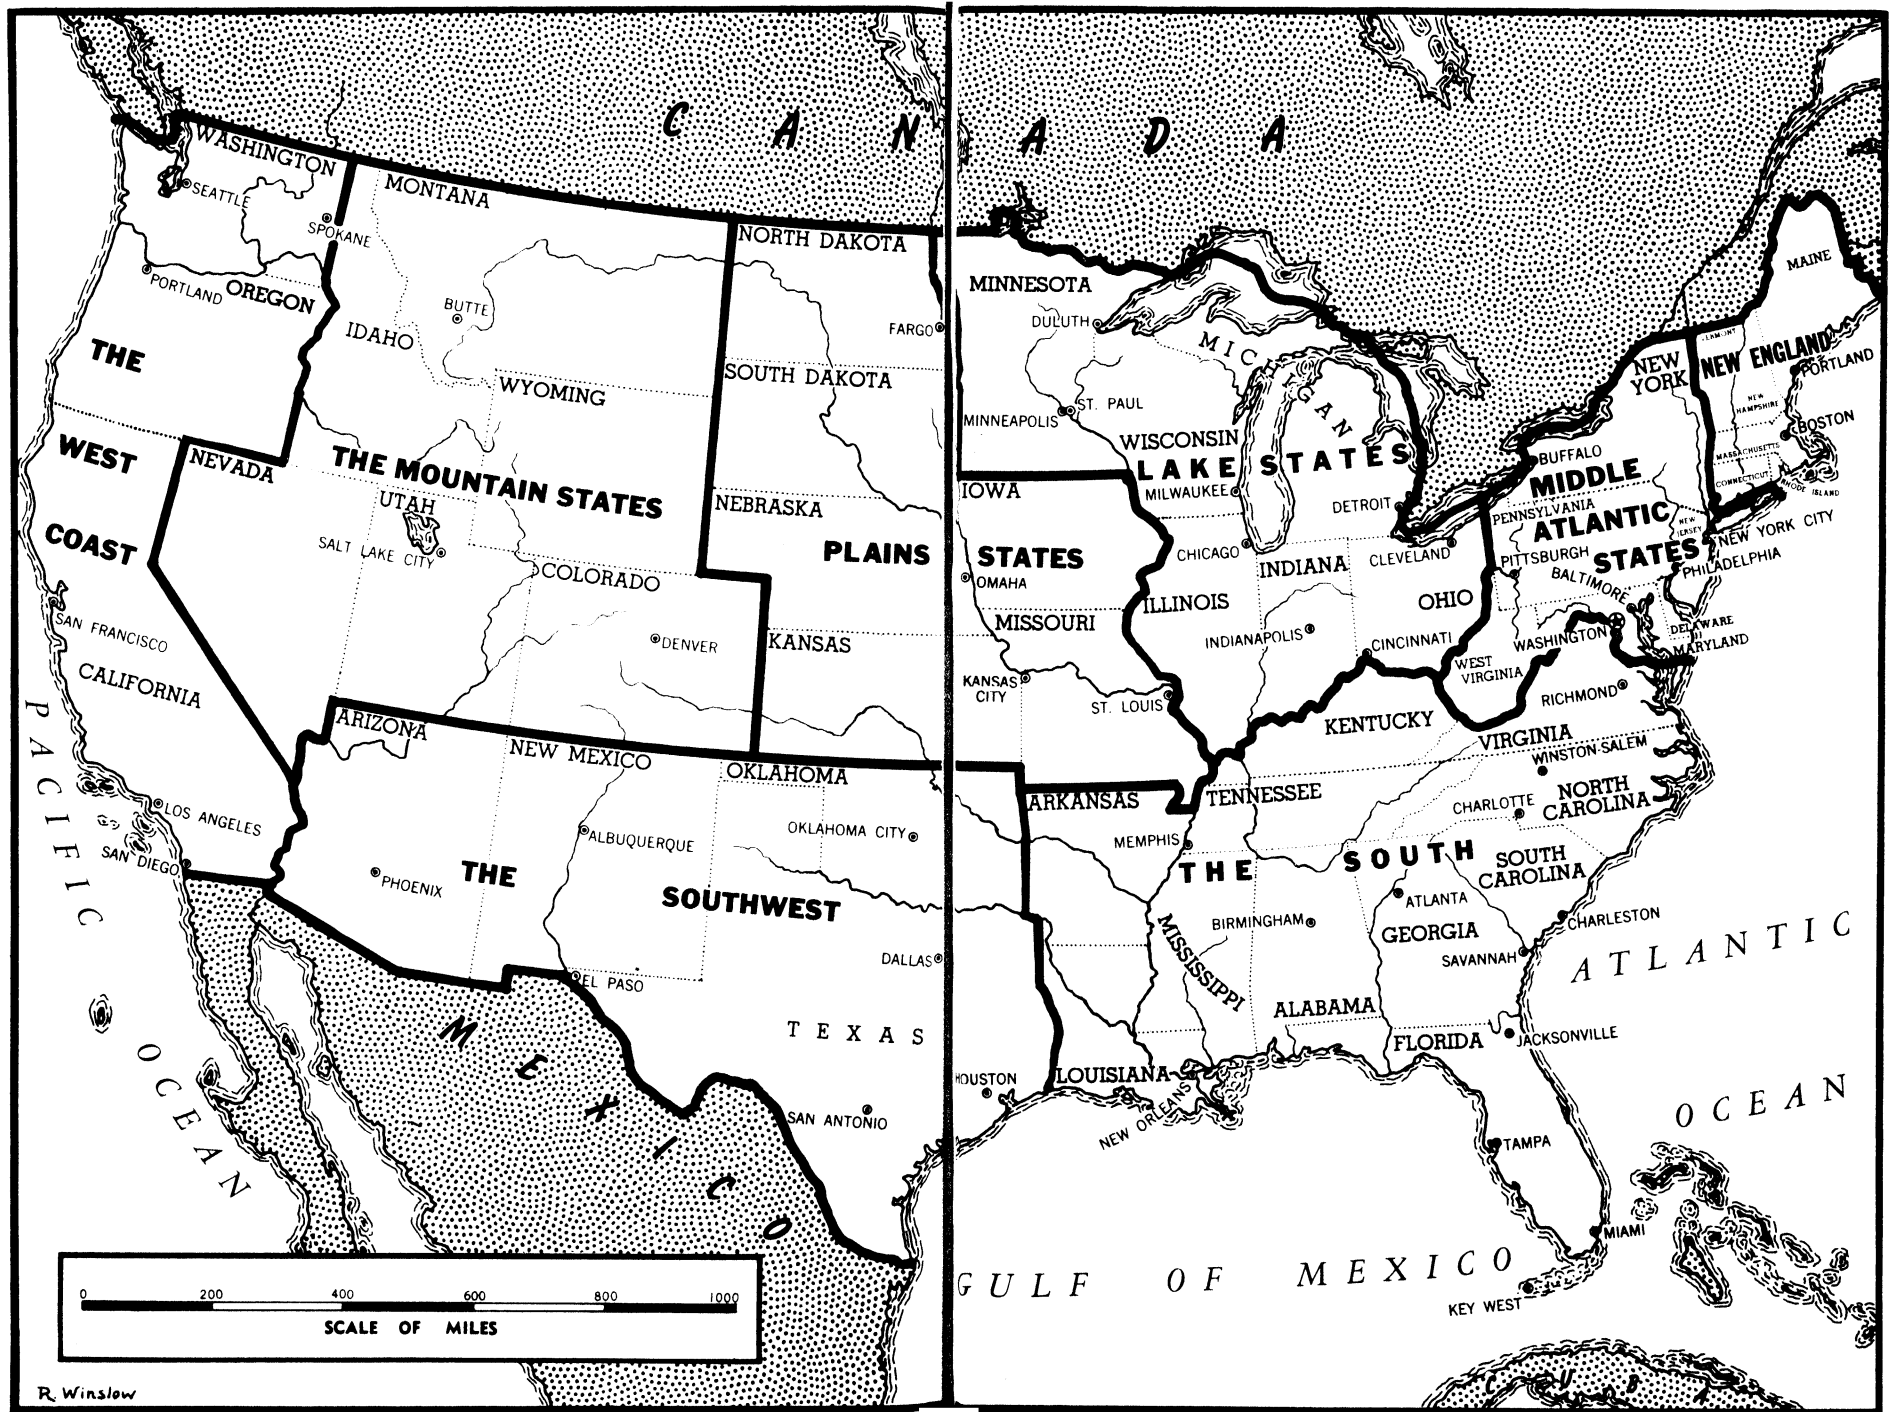 C A N A D A
WASHINGTON
SEATTLE
SPOKANE
MONTANA
NORTH DAKOTA
PORTLAND
OREGON
BUTTE
IDAHO
FARGO
THE
WEST
COAST
WYOMING
SOUTH DAKOTA
NEVADA
THE MOUNTAIN STATES
UTAH
SALT LAKE CITY
NEBRASKA
PLAINS STATES
COLORADO
DENVER
KANSAS
SAN FRANCISCO
CALIFORNIA
LOS ANGELES
SAN DIEGO
PACIFIC
OCEAN
ARIZONA
NEW MEXICO
OKLAHOMA
ALBUQUERQUE
OKLAHOMA CITY
PHOENIX
THE
SOUTHWEST
DALLAS
EL PASO
TEXAS
SAN ANTONIO
HOUSTON
MEXICO
MINNESOTA
DULUTH
MICHIGAN
MINNEAPOLIS
ST. PAUL
WISCONSIN
LAKE STATES
IOWA
MILWAUKEE
DETROIT
CHICAGO
INDIANA
CLEVELAND
OMAHA
ILLINOIS
OHIO
MISSOURI
INDIANAPOLIS
CINCINNATI
KANSAS
CITY
ST. LOUIS
MAINE
NEW
YORK
NEW ENGLAND
PORTLAND
NEW
HAMPSHIRE
BOSTON
MASSACHUSETTS
CONNECTICUT
RHODE ISLAND
BUFFALO
MIDDLE
ATLANTIC
STATES
PENNSYLVANIA
NEW
JERSEY
NEW YORK CITY
PITTSBURGH
PHILADELPHIA
BALTIMORE
WASHINGTON
DELAWARE
MARYLAND
WEST
VIRGINIA
RICHMOND
KENTUCKY
VIRGINIA
WINSTON-SALEM
ARKANSAS
TENNESSEE
NORTH
CAROLINA
CHARLOTTE
MEMPHIS
THE SOUTH
SOUTH
CAROLINA
ATLANTA
CHARLESTON
MISSISSIPPI
BIRMINGHAM
GEORGIA
SAVANNAH
ALABAMA
FLORIDA
JACKSONVILLE
LOUISIANA
NEW ORLEANS
ATLANTIC
OCEAN
TAMPA
MIAMI
GULF OF MEXICO
KEY WEST
CUBA
0 200 400 600 800 1000
SCALE OF MILES
R. Winslow